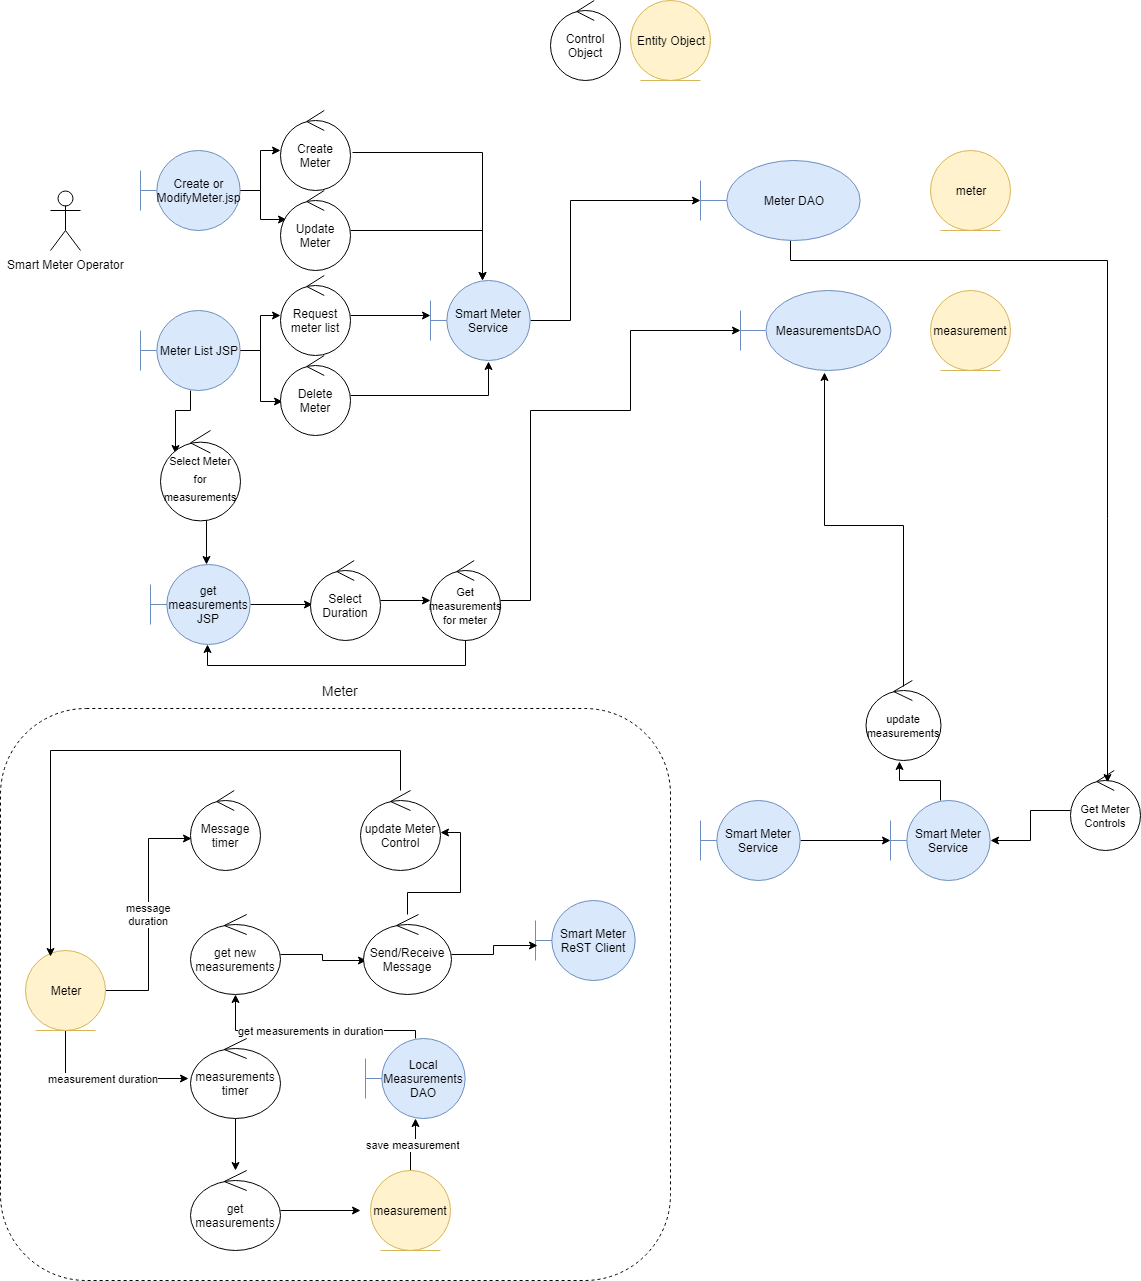 Control
Object
Entity Object
Create
Meter
Create or
ModifyMeter.jsp
Update
Meter
Smart Meter Operator
Meter DAO
meter
Request
meter list
Smart Meter
Service
Meter List JSP
Delete
Meter
MeasurementsDAO
measurement
Select Meter
for
measurements
get
measurements
JSP
Select
Duration
Get
measurements
for meter
Meter
update
measurements
Message
timer
update Meter
Control
Smart Meter
Service
Smart Meter
Service
Get Meter
Controls
message
duration
get new
measurements
Send/Receive
Message
Smart Meter
ReST Client
Meter
get measurements in duration
measurement duration
measurements
timer
Local
Measurements
DAO
save measurement
get
measurements
measurement